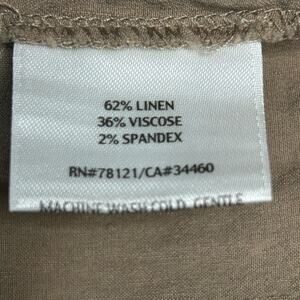 62% LINEN
36% VISCOSE
2% SPANDEX
RN#78121/CA#34460
MACHINE WASH COLD, GENTLE